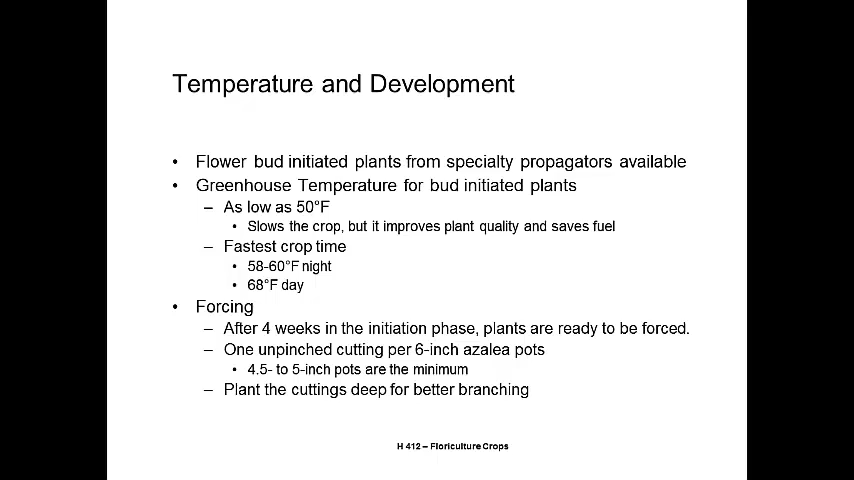 Temperature and Development
• Flower bud initiated plants from specialty propagators available
• Greenhouse Temperature for bud initiated plants
– As low as 50°F
• Slows the crop, but it improves plant quality and saves fuel
– Fastest crop time
• 58-60°F night
• 68°F day
• Forcing
– After 4 weeks in the initiation phase, plants are ready to be forced.
– One unpinched cutting per 6-inch azalea pots
• 4.5- to 5-inch pots are the minimum
– Plant the cuttings deep for better branching
H 412 – Floriculture Crops